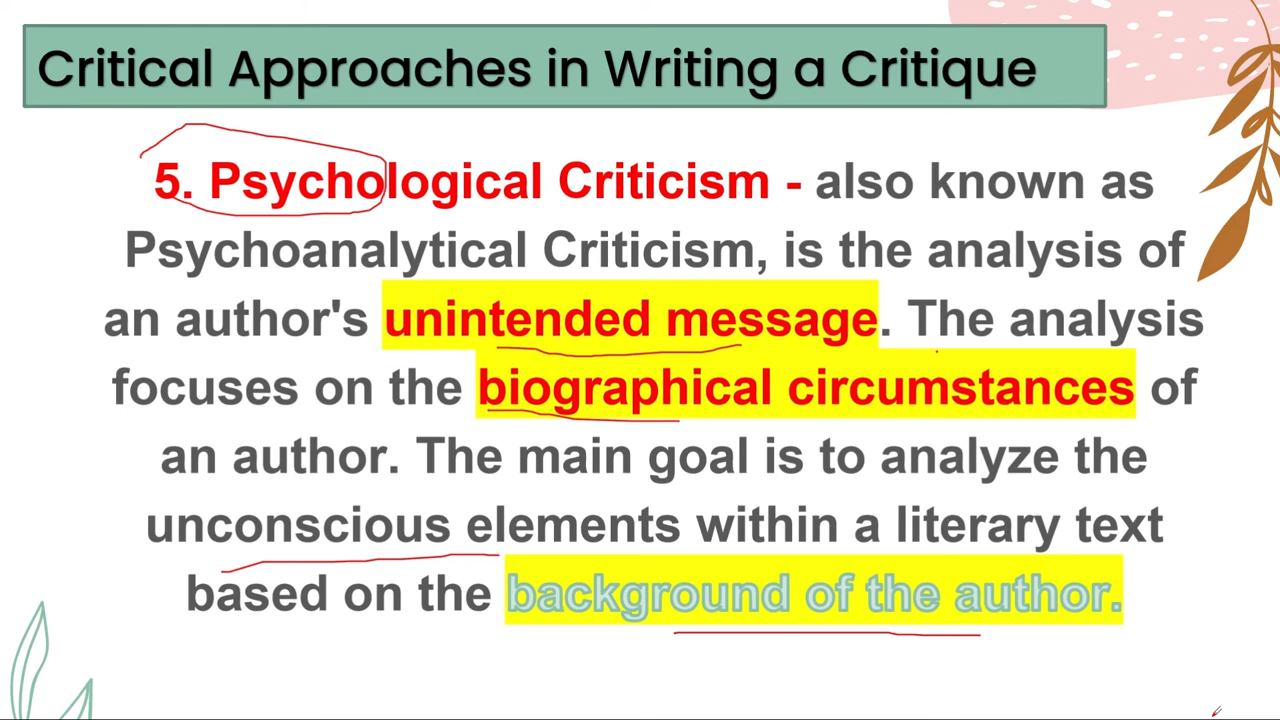 Critical Approaches in Writing a Critique
5. Psychological Criticism - also known as
Psychoanalytical Criticism, is the analysis of
an author's unintended message. The analysis
focuses on the biographical circumstances of
an author. The main goal is to analyze the
unconscious elements within a literary text
based on the background of the author.